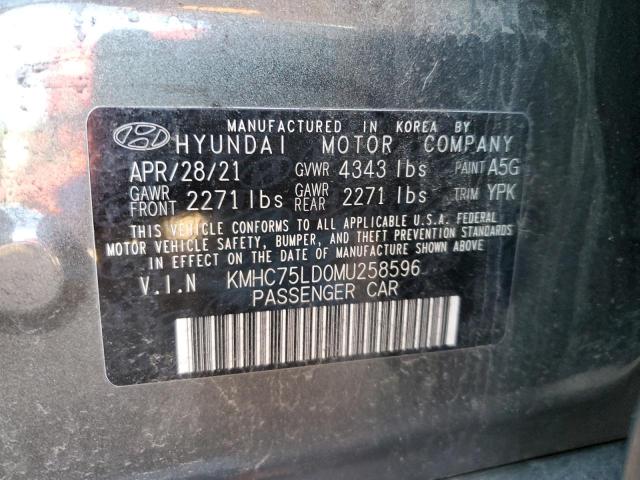 MANUFACTURED IN KOREA BY
HYUNDAI MOTOR COMPANY
APR/28/21 GVWR 4343 lbs PAINT A5G
GAWR FRONT 2271 lbs GAWR REAR 2271 lbs TRIM YPK
THIS VEHICLE CONFORMS TO ALL APPLICABLE U.S.A. FEDERAL
MOTOR VEHICLE SAFETY, BUMPER, AND THEFT PREVENTION STANDARDS
IN EFFECT ON THE DATE OF MANUFACTURE SHOWN ABOVE.
V.I.N KMHC75LD0MU258596
PASSENGER CAR